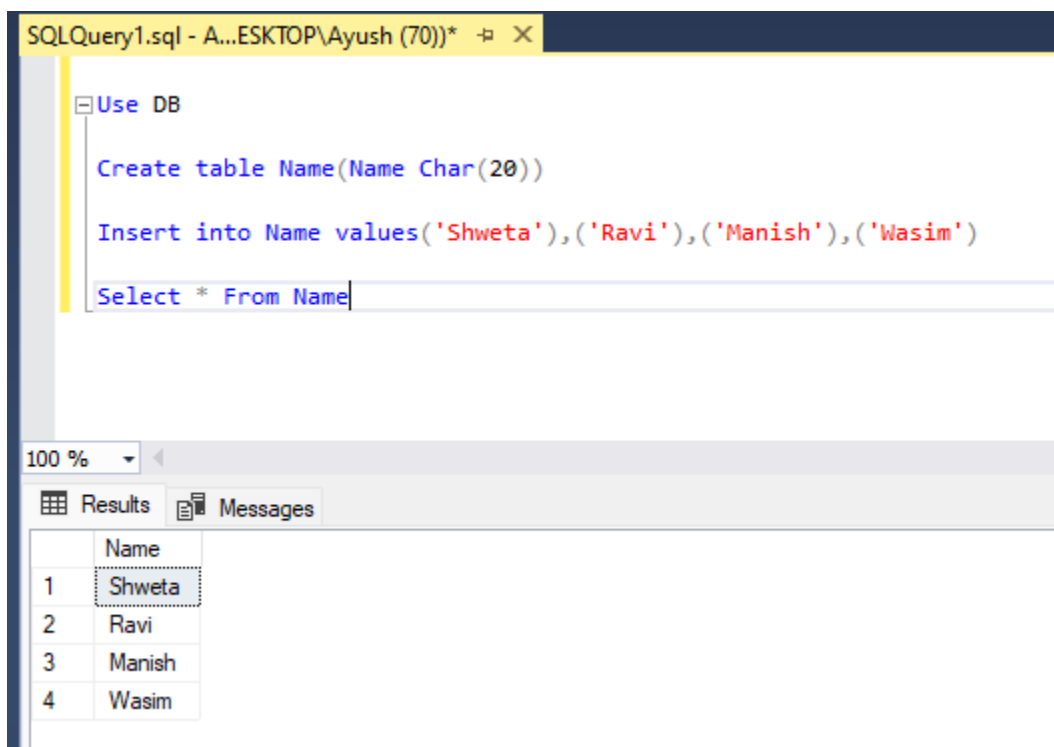 SQLQuery1.sql - A...ESKTOP\Ayush (70))*
Use DB
Create table Name(Name Char(20))
Insert into Name values('Shweta'),('Ravi'),('Manish'),('Wasim')
Select * From Name
100 %
Results Messages
Name
1 Shweta
2 Ravi
3 Manish
4 Wasim